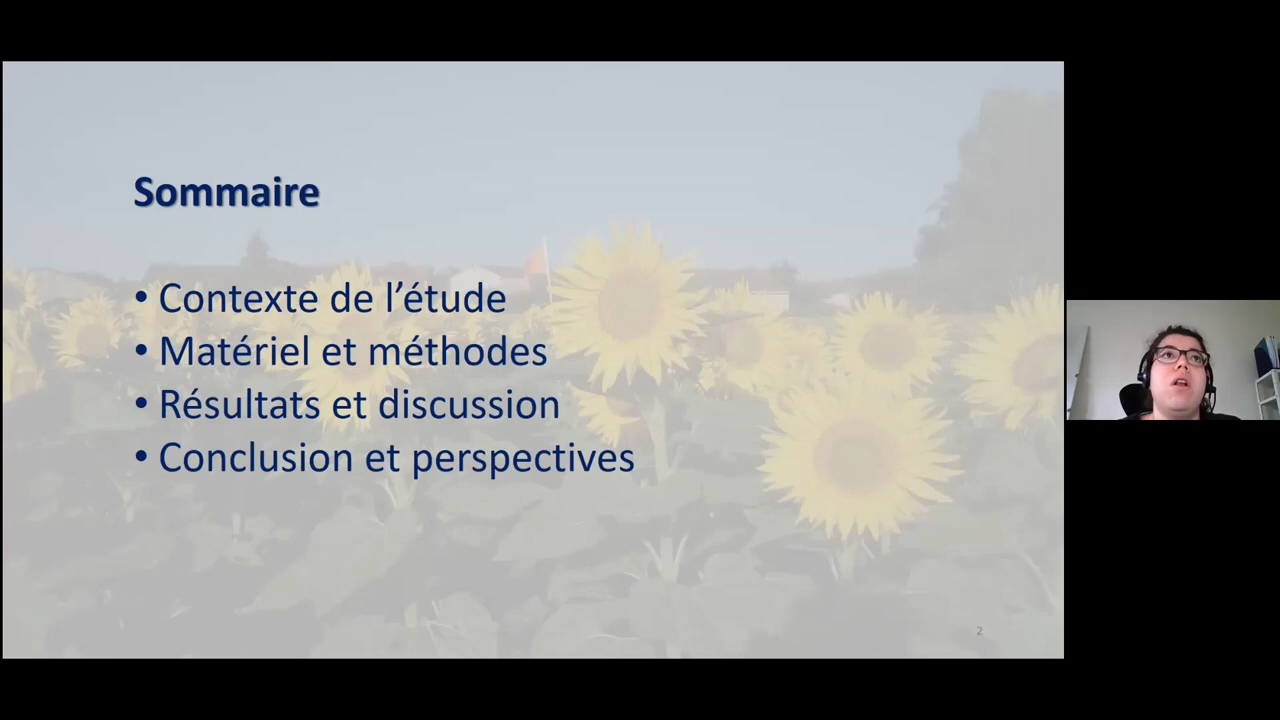 Sommaire
• Contexte de l’étude
• Matériel et méthodes
• Résultats et discussion
• Conclusion et perspectives
2